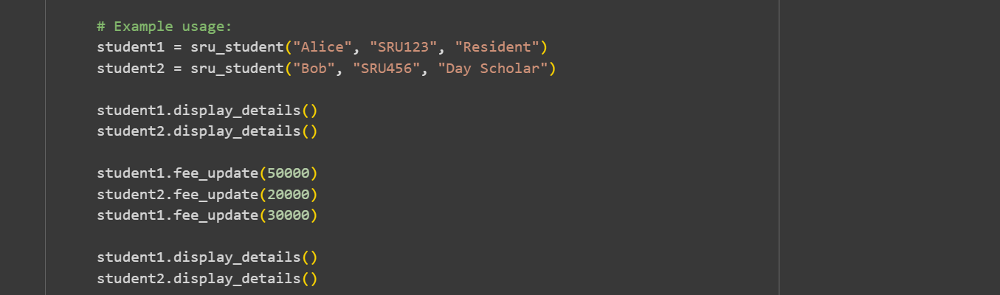 # Example usage:
student1 = sru_student("Alice", "SRU123", "Resident")
student2 = sru_student("Bob", "SRU456", "Day Scholar")
student1.display_details()
student2.display_details()
student1.fee_update(50000)
student2.fee_update(20000)
student1.fee_update(30000)
student1.display_details()
student2.display_details()